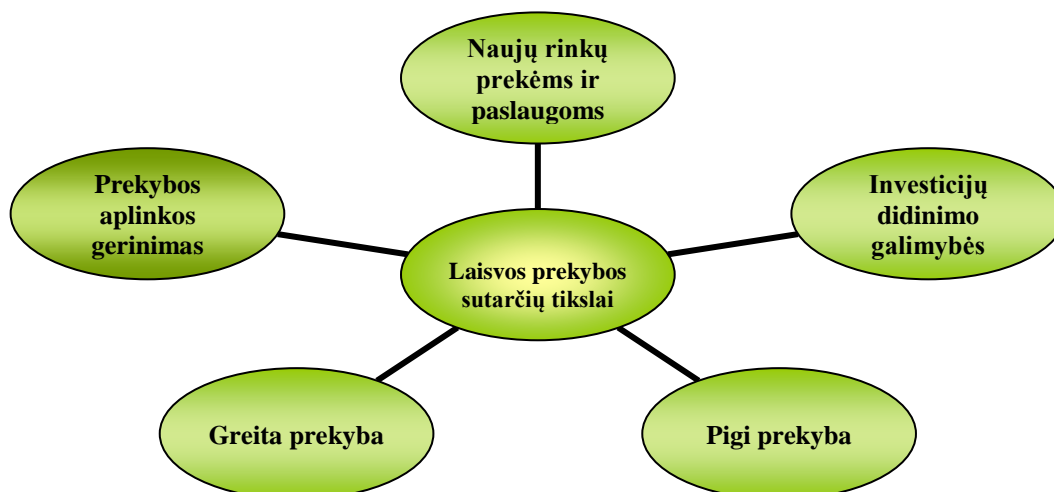 Naujų rinkų
prekėms ir
paslaugoms
Prekybos
aplinkos
gerinimas
Investicijų
didinimo
galimybės
Laisvos prekybos
sutarčių tikslai
Greita prekyba
Pigi prekyba